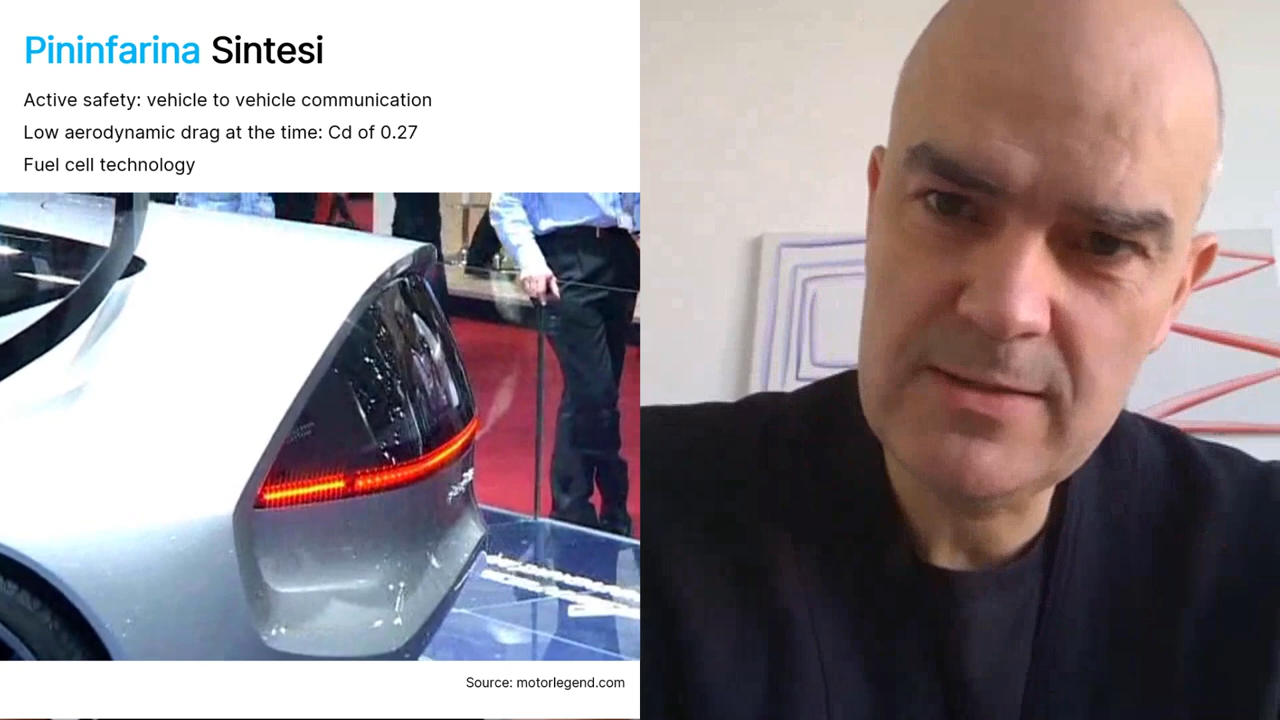 Pininfarina Sintesi
Active safety: vehicle to vehicle communication
Low aerodynamic drag at the time: Cd of 0.27
Fuel cell technology
Source: motorlegend.com